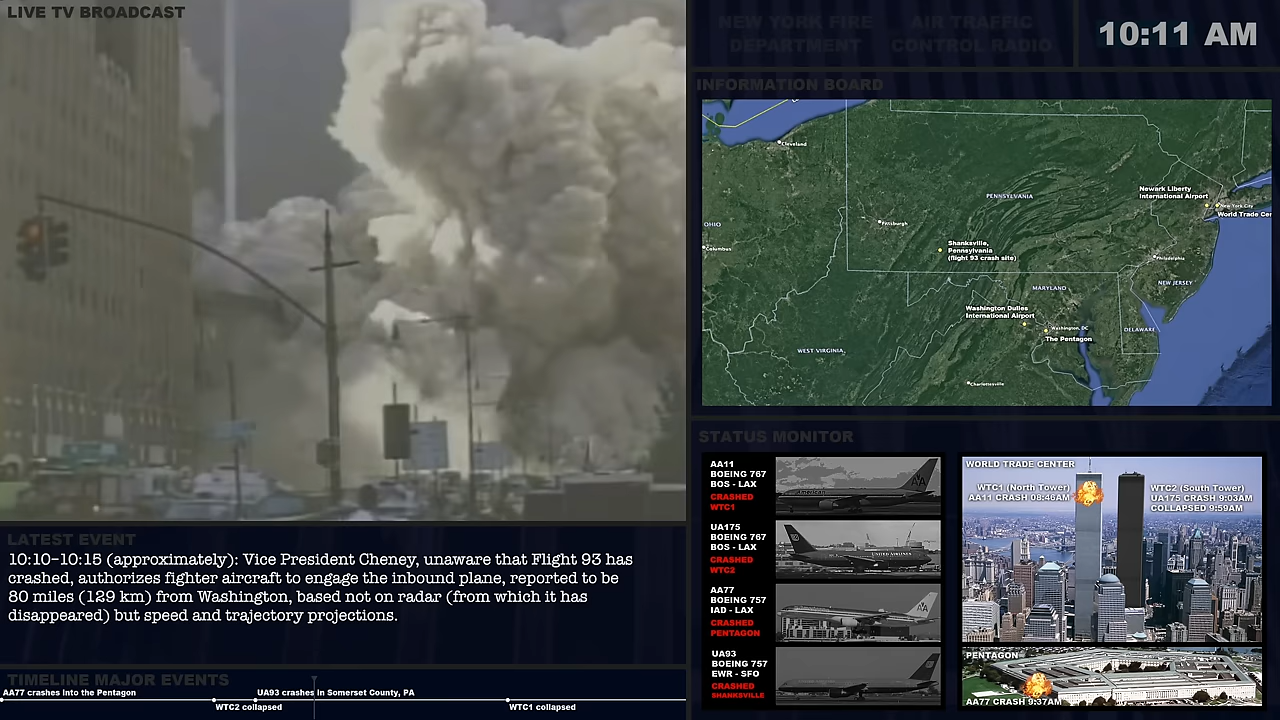 LIVE TV BROADCAST
NEW YORK FIRE
DEPARTMENT
AIR TRAFFIC
CONTROL RADIO
10:11 AM
INFORMATION BOARD
Cleveland
PENNSYLVANIA
Newark Liberty
International Airport
New York City
World Trade Cer
OHIO
Pittsburgh
Columbus
Shanksville,
Pennsylvania
(flight 93 crash site)
Philadelphia
NEW JERSEY
MARYLAND
Washington Dulles
International Airport
Washington, DC
DELAWARE
The Pentagon
WEST VIRGINIA
Charlottesville
STATUS MONITOR
AA11
BOEING 767
BOS - LAX
CRASHED
WTC1
UA175
BOEING 767
BOS - LAX
CRASHED
WTC2
AA77
BOEING 757
IAD - LAX
CRASHED
PENTAGON
UA93
BOEING 757
EWR - SFO
CRASHED
SHANKSVILLE
American
UNITED AIRLINES
WORLD TRADE CENTER
WTC1 (North Tower)
AA11 CRASH 08:46AM
WTC2 (South Tower)
UA175 CRASH 9:03AM
COLLAPSED 9:59AM
PENTAGON
AA77 CRASH 9:37AM
LATEST EVENT
10:10-10:15 (approximately): Vice President Cheney, unaware that Flight 93 has
crashed, authorizes fighter aircraft to engage the inbound plane, reported to be
80 miles (129 km) from Washington, based not on radar (from which it has
disappeared) but speed and trajectory projections.
TIMELINE MAJOR EVENTS
AA77 crashes into the Pentagon
UA93 crashes in Somerset County, PA
WTC2 collapsed
WTC1 collapsed